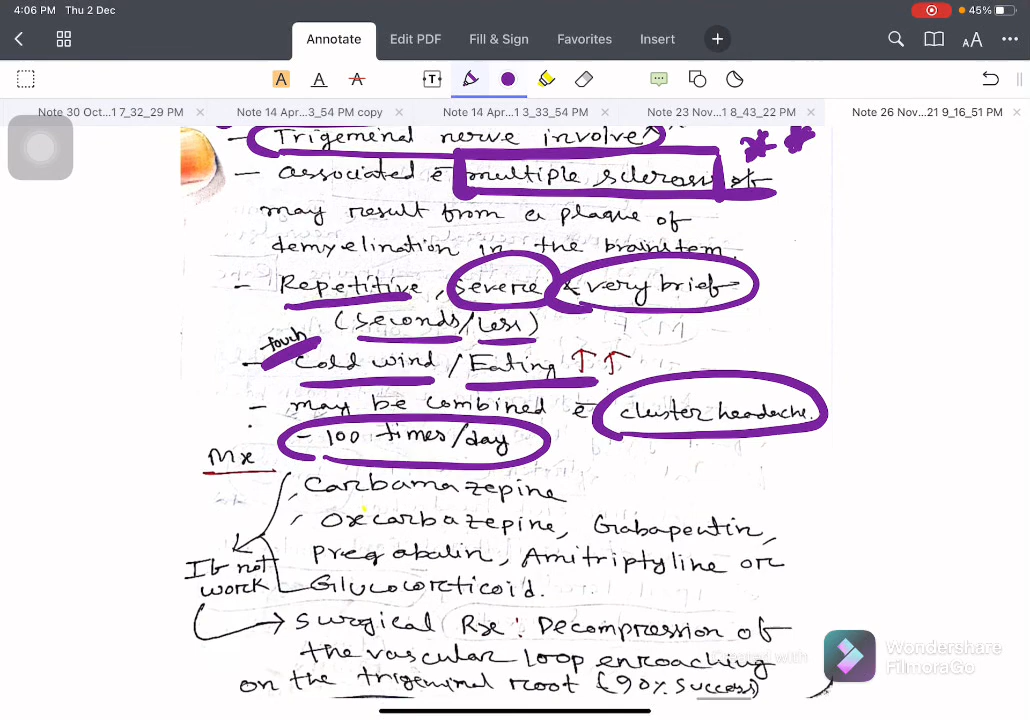 4:06 PM Thu 2 Dec
45%
Annotate Edit PDF Fill & Sign Favorites Insert
Note 30 Oct...1 7_32_29 PM Note 14 Apr...3_54 PM copy Note 14 Apr...1 3_33_54 PM Note 23 Nov...1 8_43_22 PM Note 26 Nov...21 9_16_51 PM
- Trigeminal nerve involve
- associated c̄ multiple sclerosis or
may result from a plaque of
demyelination in the brainstem.
- Repetitive, severe & very brief
(seconds/less)
touch
- cold wind / Eating ↑↑
- may be combined c̄ cluster headache.
- 100 times/day
Mx
Carbamazepine
Oxcarbazepine, Gabapentin,
pregabalin, Amitriptyline or
Glucocorticoid.
If not
work
→ Surgical Rx: Decompression of
the vascular loop enroaching
on the trigeminal root (90% success)
Created with
Wondershare
FilmoraGo